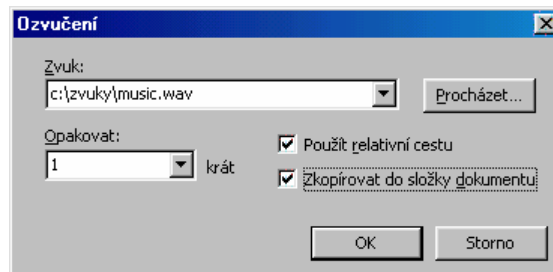 Ozvučení
Zvuk:
c:\zvuky\music.wav
Procházet...
Opakovat:
1
krát
Použít relativní cestu
Zkopírovat do složky dokumentu
OK
Storno